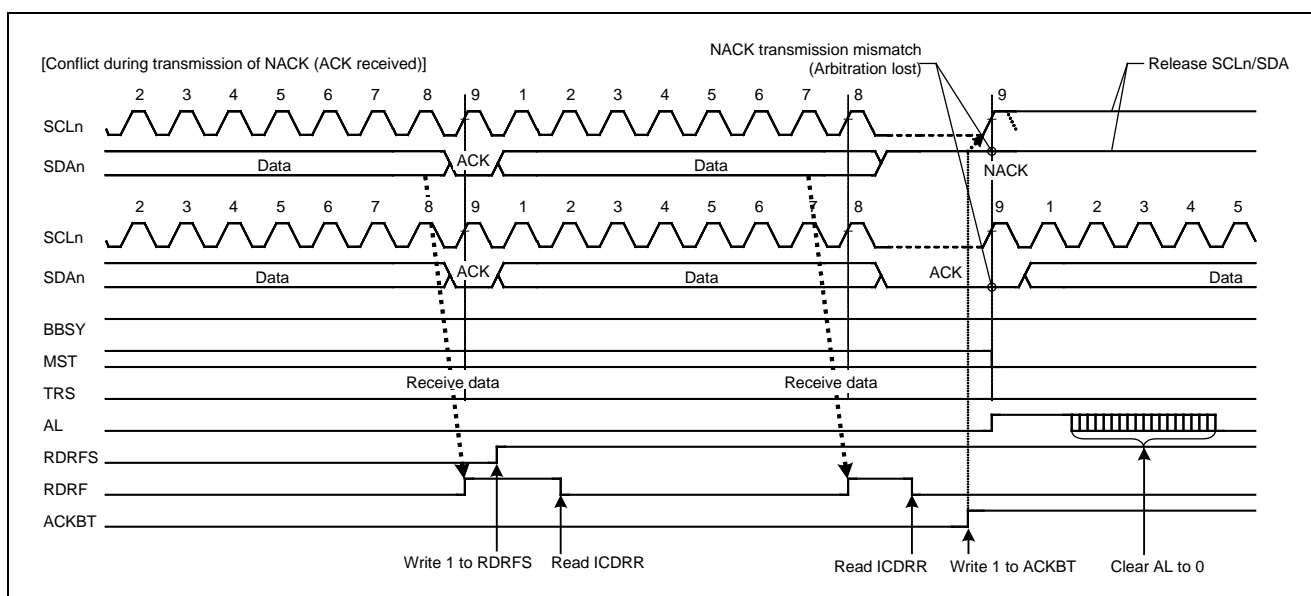 NACK transmission mismatch
(Arbitration lost)
[Conflict during transmission of NACK (ACK received)]
Release SCLn/SDA
2 3 4 5 6 7 8 9 1 2 3 4 5 6 7 8 9
SCLn
SDAn
Data ACK Data NACK
2 3 4 5 6 7 8 9 1 2 3 4 5 6 7 8 9 1 2 3 4 5
SCLn
SDAn
Data ACK Data ACK Data
BBSY
MST
Receive data Receive data
TRS
AL
RDRFS
RDRF
ACKBT
Write 1 to RDRFS Read ICDRR Read ICDRR Write 1 to ACKBT Clear AL to 0